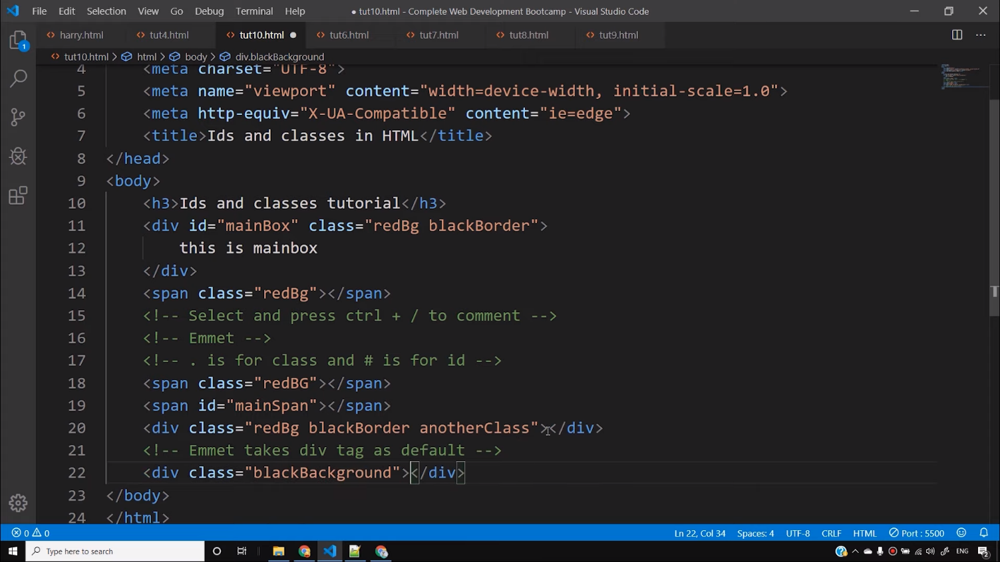 File Edit Selection View Go Debug Terminal Help ● tut10.html - Complete Web Development Bootcamp - Visual Studio Code
1
harry.html tut4.html tut10.html ● tut6.html tut7.html tut8.html tut9.html ...
tut10.html > html > body > div.blackBackground
4 <meta charset="UTF-8">
5 <meta name="viewport" content="width=device-width, initial-scale=1.0">
6 <meta http-equiv="X-UA-Compatible" content="ie=edge">
7 <title>Ids and classes in HTML</title>
8 </head>
9 <body>
10 <h3>Ids and classes tutorial</h3>
11 <div id="mainBox" class="redBg blackBorder">
12 this is mainbox
13 </div>
14 <span class="redBg"></span>
15 <!-- Select and press ctrl + / to comment -->
16 <!-- Emmet -->
17 <!-- . is for class and # is for id -->
18 <span class="redBG"></span>
19 <span id="mainSpan"></span>
20 <div class="redBg blackBorder anotherClass"></div>
21 <!-- Emmet takes div tag as default -->
22 <div class="blackBackground"></div>
23 </body>
24 </html>
0 0 Ln 22, Col 34 Spaces: 4 UTF-8 CRLF HTML Port : 5500
Type here to search ENG 2